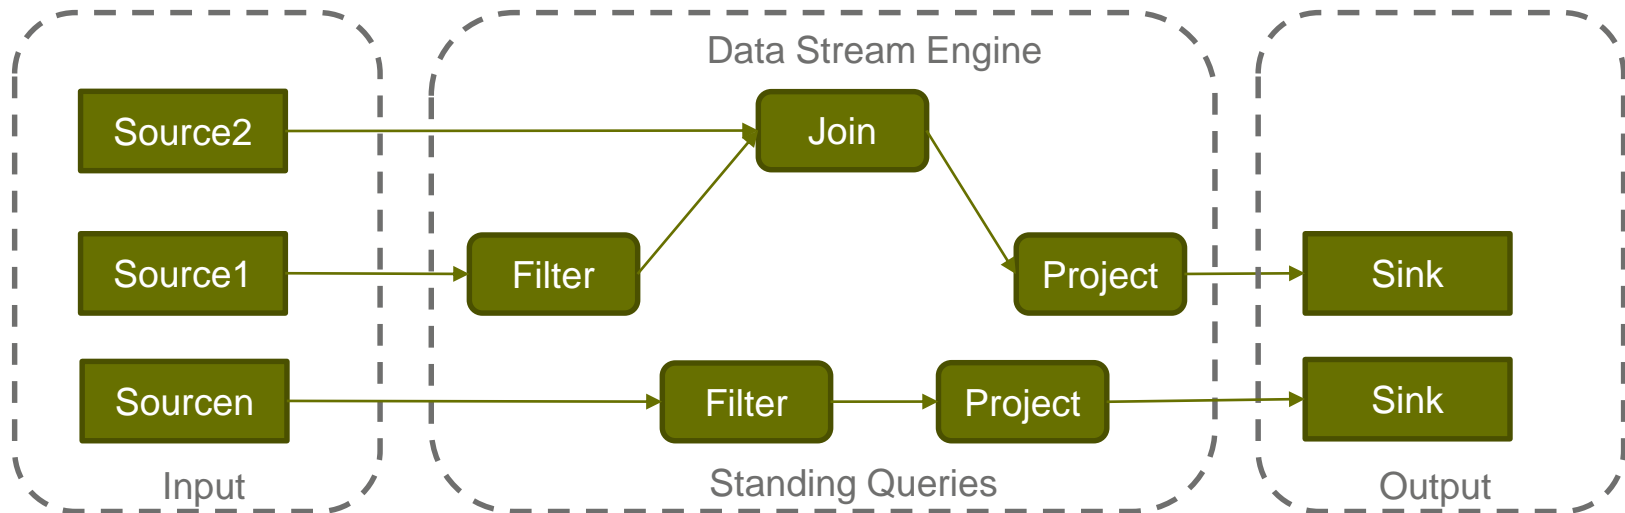 Data Stream Engine
Source2
Join
Source1
Filter
Project
Sink
Sourcen
Filter
Project
Sink
Input
Standing Queries
Output